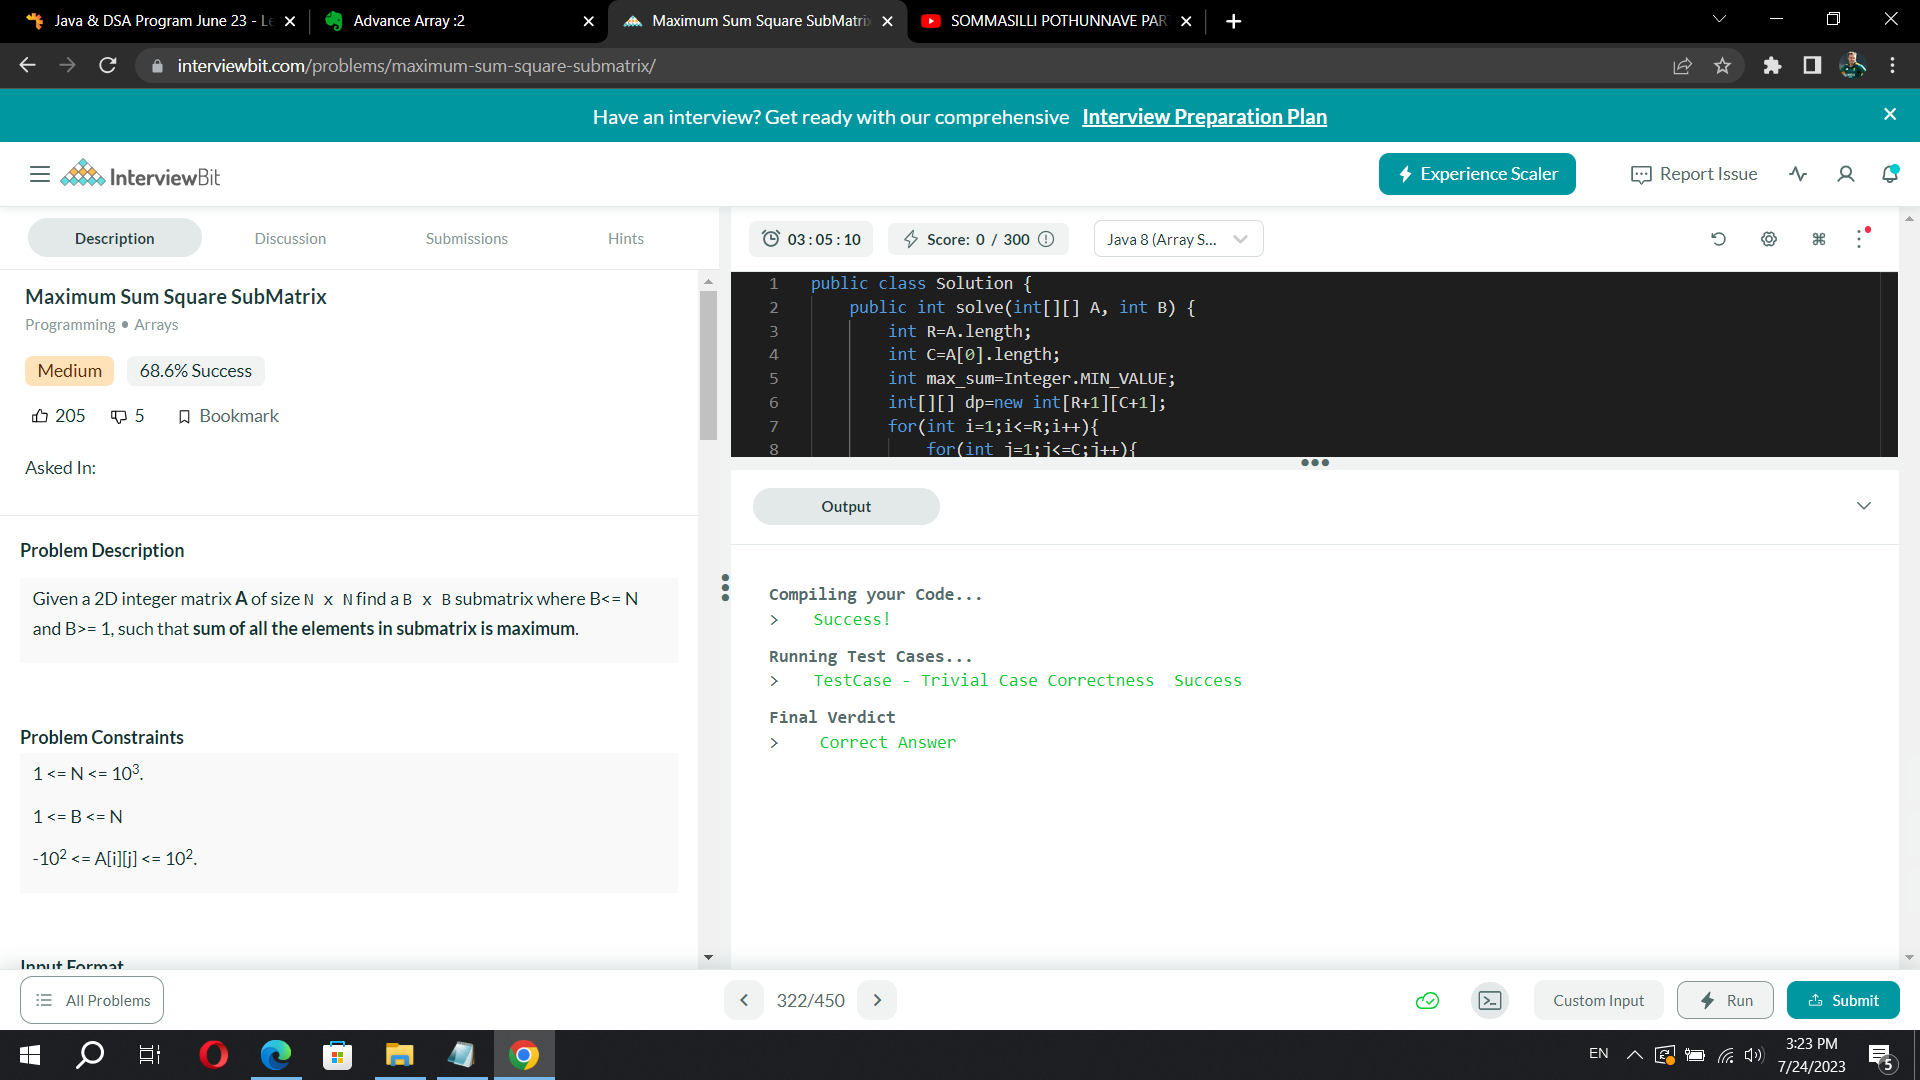 Java & DSA Program June 23 - Le
Advance Array :2
Maximum Sum Square SubMatrix
SOMMASILLI POTHUNNAVE PAR
interviewbit.com/problems/maximum-sum-square-submatrix/
Have an interview? Get ready with our comprehensive Interview Preparation Plan
InterviewBit
Experience Scaler
Report Issue
Description
Discussion
Submissions
Hints
03:05:10
Score: 0 / 300
Java 8 (Array S...
Maximum Sum Square SubMatrix
Programming • Arrays
Medium
68.6% Success
205
5
Bookmark
Asked In:
Problem Description
Given a 2D integer matrix A of size N x N find a B x B submatrix where B<= N
and B>= 1, such that sum of all the elements in submatrix is maximum.
Problem Constraints
1 <= N <= 10³.
1 <= B <= N
-10² <= A[i][j] <= 10².
Input Format
1 public class Solution {
2 public int solve(int[][] A, int B) {
3 int R=A.length;
4 int C=A[0].length;
5 int max_sum=Integer.MIN_VALUE;
6 int[][] dp=new int[R+1][C+1];
7 for(int i=1;i<=R;i++){
8 for(int j=1;j<=C;j++){
Output
Compiling your Code...
> Success!
Running Test Cases...
> TestCase - Trivial Case Correctness Success
Final Verdict
> Correct Answer
All Problems
322/450
Custom Input
Run
Submit
EN
3:23 PM
7/24/2023
5